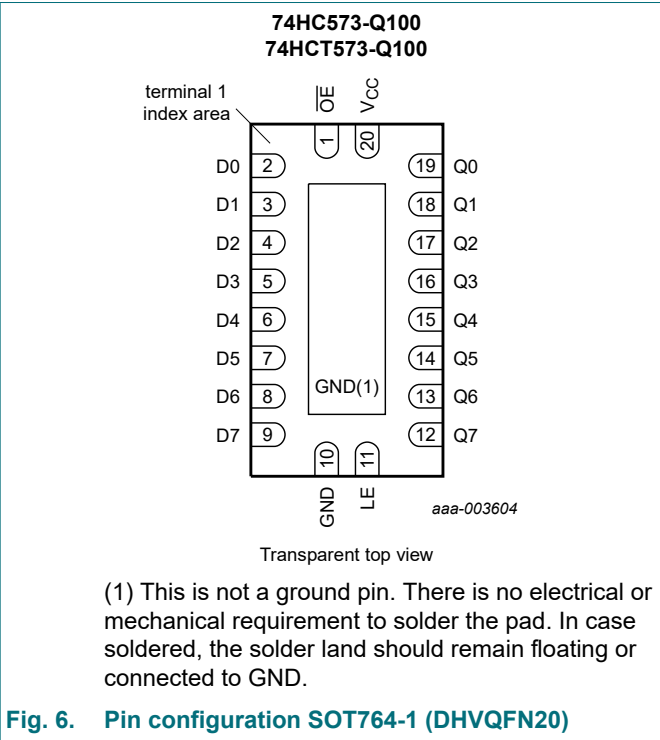 74HC573-Q100
74HCT573-Q100
terminal 1
index area
OE
VCC
1
20
D0 2
19 Q0
D1 3
18 Q1
D2 4
17 Q2
D3 5
16 Q3
D4 6
15 Q4
D5 7
14 Q5
D6 8
GND(1)
13 Q6
D7 9
12 Q7
10
11
GND
LE
aaa-003604
Transparent top view
(1) This is not a ground pin. There is no electrical or
mechanical requirement to solder the pad. In case
soldered, the solder land should remain floating or
connected to GND.
Fig. 6. Pin configuration SOT764-1 (DHVQFN20)